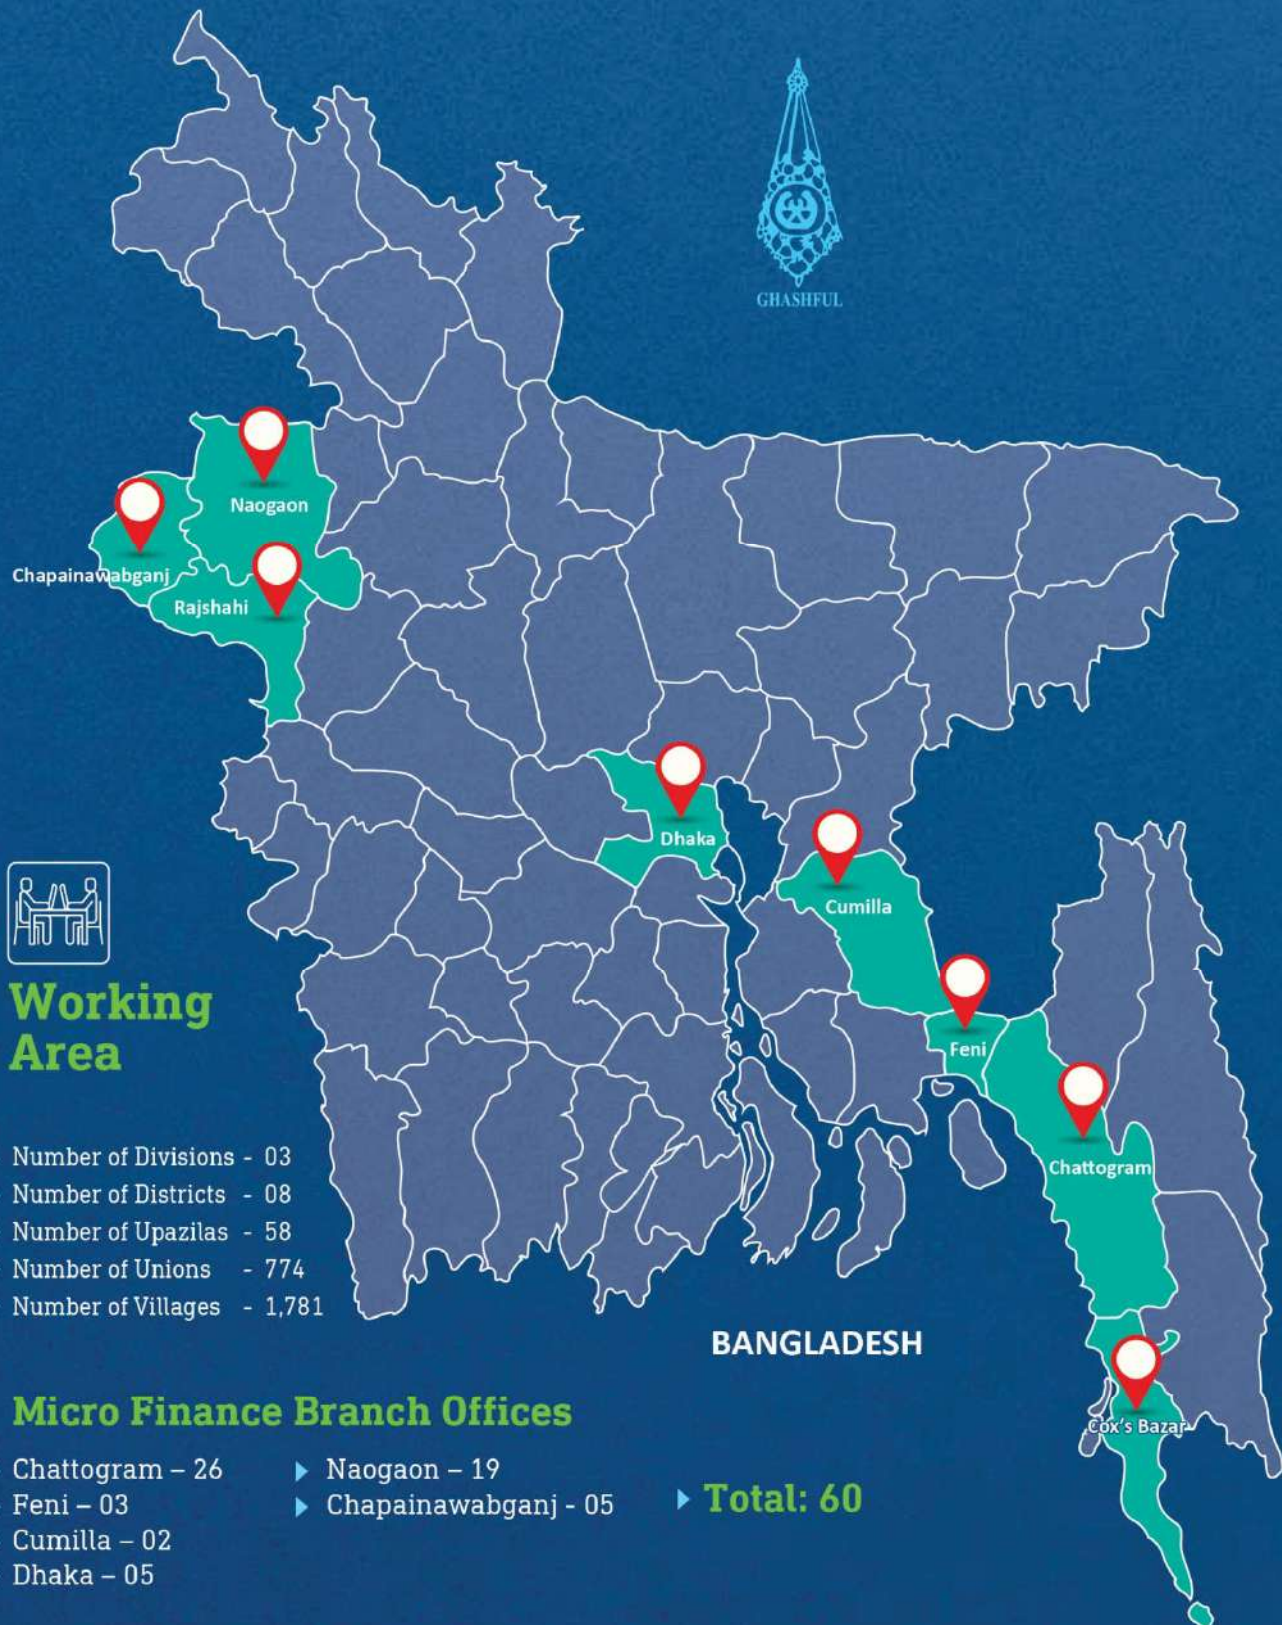 GHASHFUL
Naogaon
Chapainawabganj
Rajshahi
Dhaka
Cumilla
Feni
Chattogram
Cox's Bazar
BANGLADESH
Working
Area
Number of Divisions - 03
Number of Districts - 08
Number of Upazilas - 58
Number of Unions - 774
Number of Villages - 1,781
Micro Finance Branch Offices
Chattogram – 26
Feni – 03
Cumilla – 02
Dhaka – 05
Naogaon – 19
Chapainawabganj - 05
Total: 60